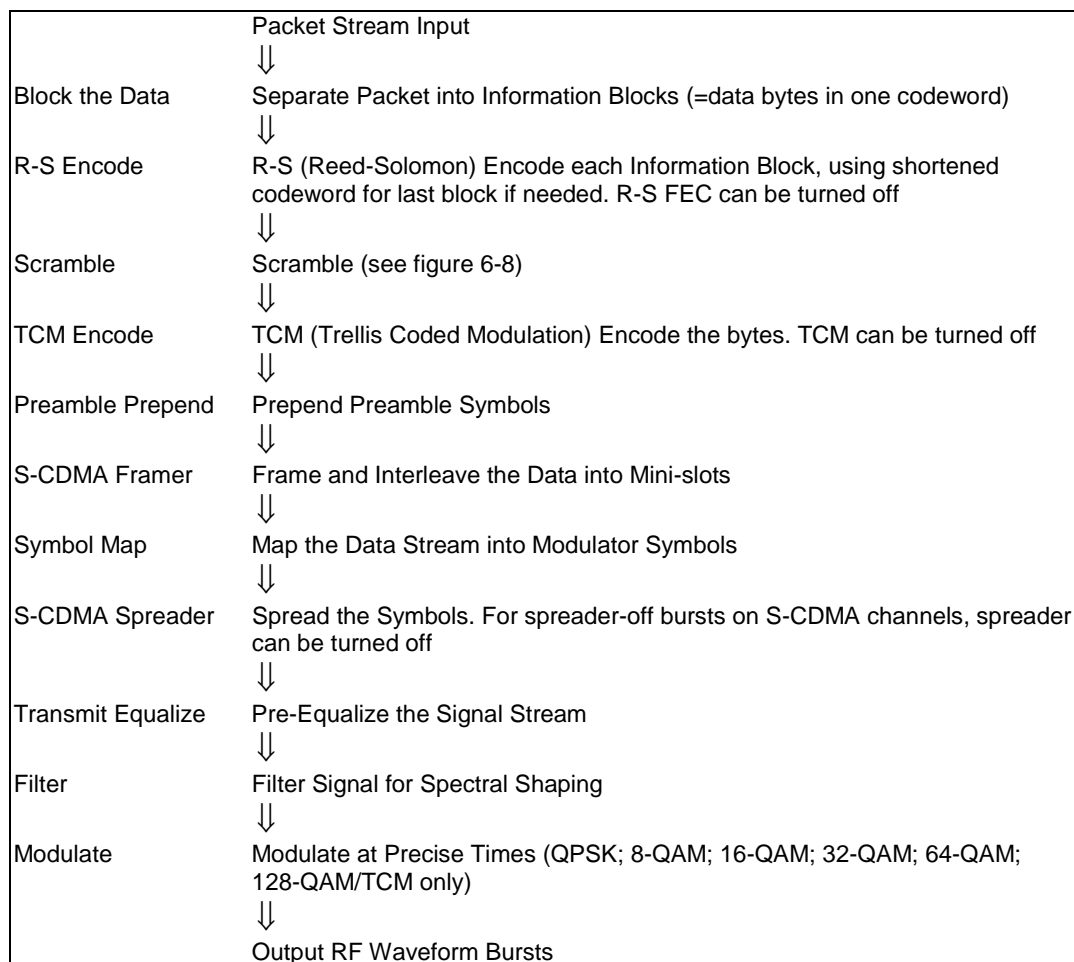 Packet Stream Input
⇓
Block the Data Separate Packet into Information Blocks (=data bytes in one codeword)
⇓
R-S Encode R-S (Reed-Solomon) Encode each Information Block, using shortened
codeword for last block if needed. R-S FEC can be turned off
⇓
Scramble Scramble (see figure 6-8)
⇓
TCM Encode TCM (Trellis Coded Modulation) Encode the bytes. TCM can be turned off
⇓
Preamble Prepend Prepend Preamble Symbols
⇓
S-CDMA Framer Frame and Interleave the Data into Mini-slots
⇓
Symbol Map Map the Data Stream into Modulator Symbols
⇓
S-CDMA Spreader Spread the Symbols. For spreader-off bursts on S-CDMA channels, spreader
can be turned off
⇓
Transmit Equalize Pre-Equalize the Signal Stream
⇓
Filter Filter Signal for Spectral Shaping
⇓
Modulate Modulate at Precise Times (QPSK; 8-QAM; 16-QAM; 32-QAM; 64-QAM;
128-QAM/TCM only)
⇓
Output RF Waveform Bursts